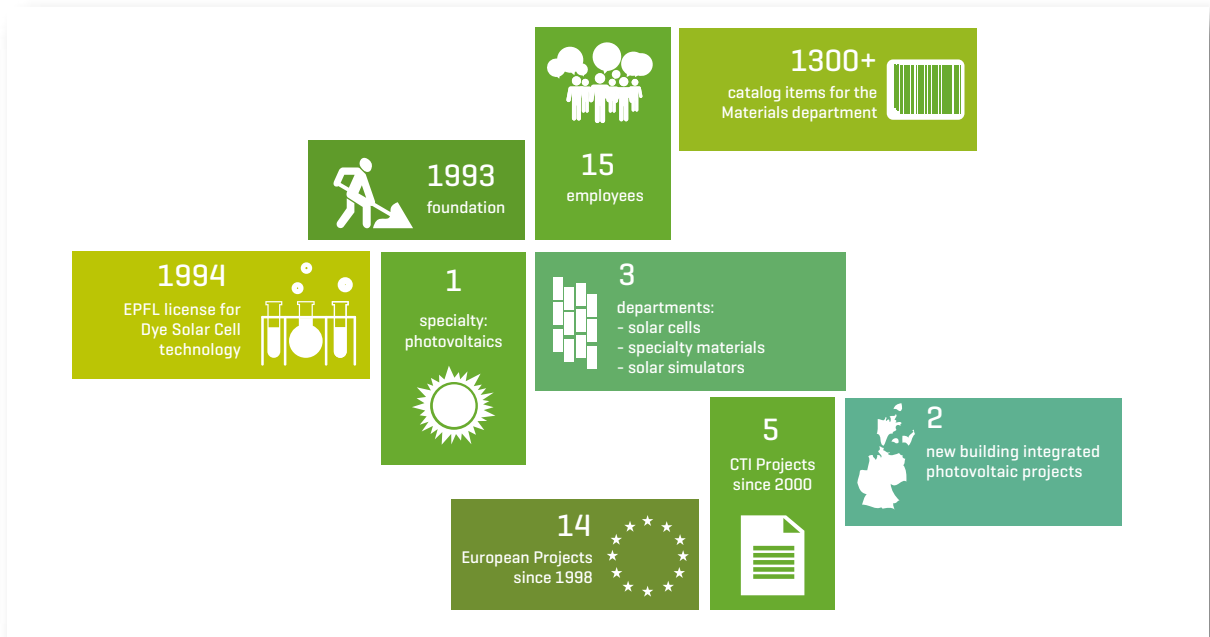 1300+
catalog items for the
Materials department
15
employees
1993
foundation
1994
EPFL license for
Dye Solar Cell
technology
1
specialty:
photovoltaics
3
departments:
- solar cells
- specialty materials
- solar simulators
5
CTI Projects
since 2000
2
new building integrated
photovoltaic projects
14
European Projects
since 1998